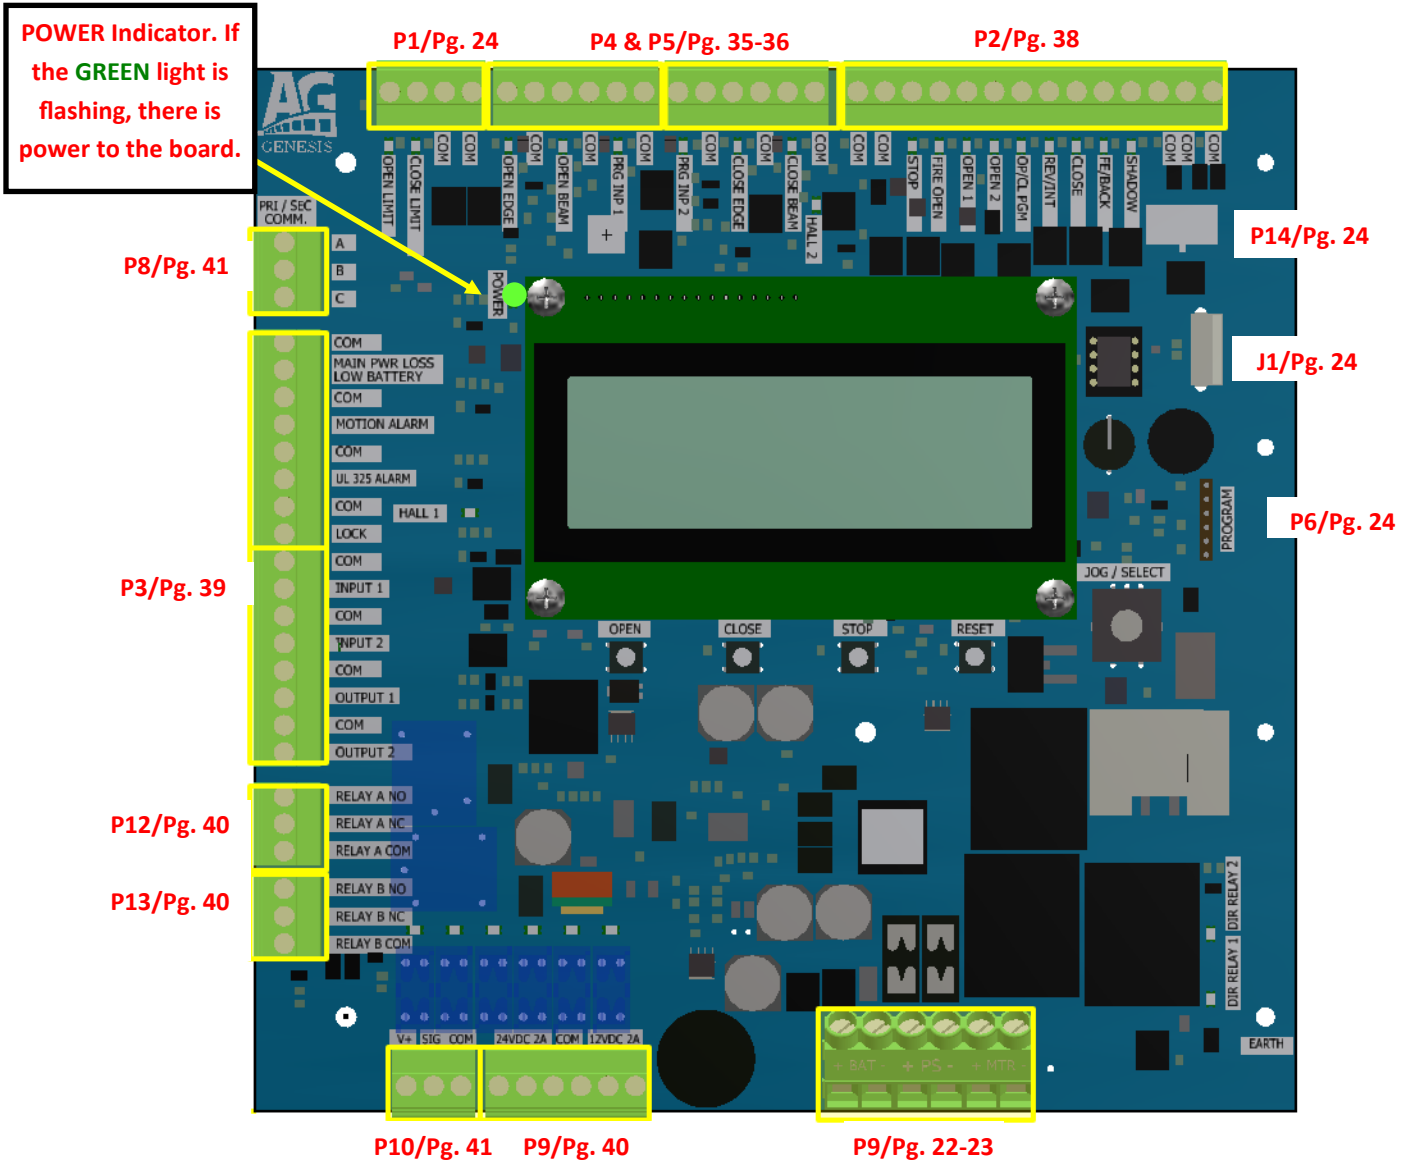 POWER Indicator. If
the GREEN light is
flashing, there is
power to the board.
P1/Pg. 24
P4 & P5/Pg. 35-36
P2/Pg. 38
AG
GENESIS
OPEN LIMIT
CLOSE LIMIT
COM
COM
OPEN EDGE
COM
OPEN BEAM
COM
PRG INP 1
COM
PRG INP 2
COM
CLOSE EDGE
COM
CLOSE BEAM
COM
HALL 2
COM
COM
STOP
FIRE OPEN
OPEN 1
OPEN 2
OP/CL PGM
REV/INT
CLOSE
FE/BACK
SHADOW
COM
COM
COM
PRI / SEC
COMM.
A
B
C
P8/Pg. 41
POWER
P14/Pg. 24
J1/Pg. 24
P6/Pg. 24
PROGRAM
COM
MAIN PWR LOSS
LOW BATTERY
COM
MOTION ALARM
COM
UL 325 ALARM
COM
LOCK
HALL 1
COM
INPUT 1
COM
INPUT 2
COM
OUTPUT 1
COM
OUTPUT 2
P3/Pg. 39
JOG / SELECT
OPEN
CLOSE
STOP
RESET
RELAY A NO
RELAY A NC
RELAY A COM
P12/Pg. 40
RELAY B NO
RELAY B NC
RELAY B COM
P13/Pg. 40
DIR RELAY 2
DIR RELAY 1
EARTH
V+ SIG COM
24VDC 2A COM 12VDC 2A
+ BAT - + PS - + MTR
P10/Pg. 41
P9/Pg. 40
P9/Pg. 22-23